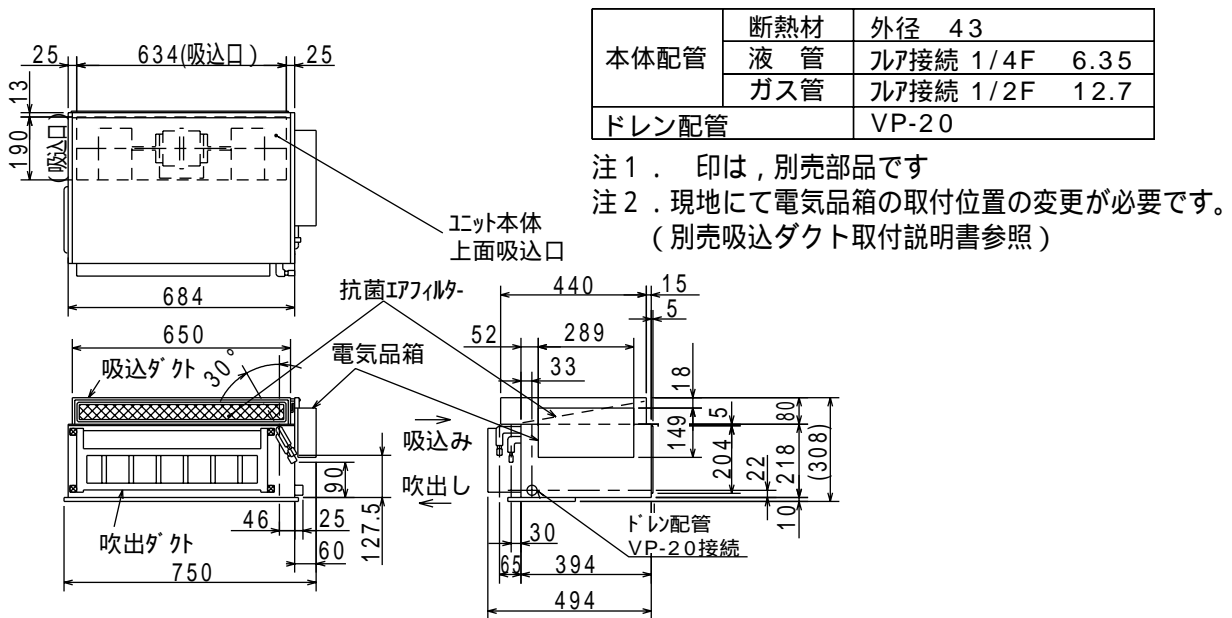 断熱材 外径 43
本体配管 液 管 フレア接続 1/4F 6.35
ガス管 フレア接続 1/2F 12.7
ドレン配管 VP-20
注1． 印は，別売部品です
注2．現地にて電気品箱の取付位置の変更が必要です。
（別売吸込ダクト取付説明書参照）
25 634(吸込口) 25
13
190
(吸込口)
ユニット本体
上面吸込口
684
抗菌エアフィルター
650
吸込ダクト
30°
電気品箱
吸込み
吹出し
90
127.5
46 25
60
吹出ダクト
750
440 15
5
52 289
33
18
149
5
80
204
22
218
(308)
10
30
ドレン配管
VP-20接続
65 394
494